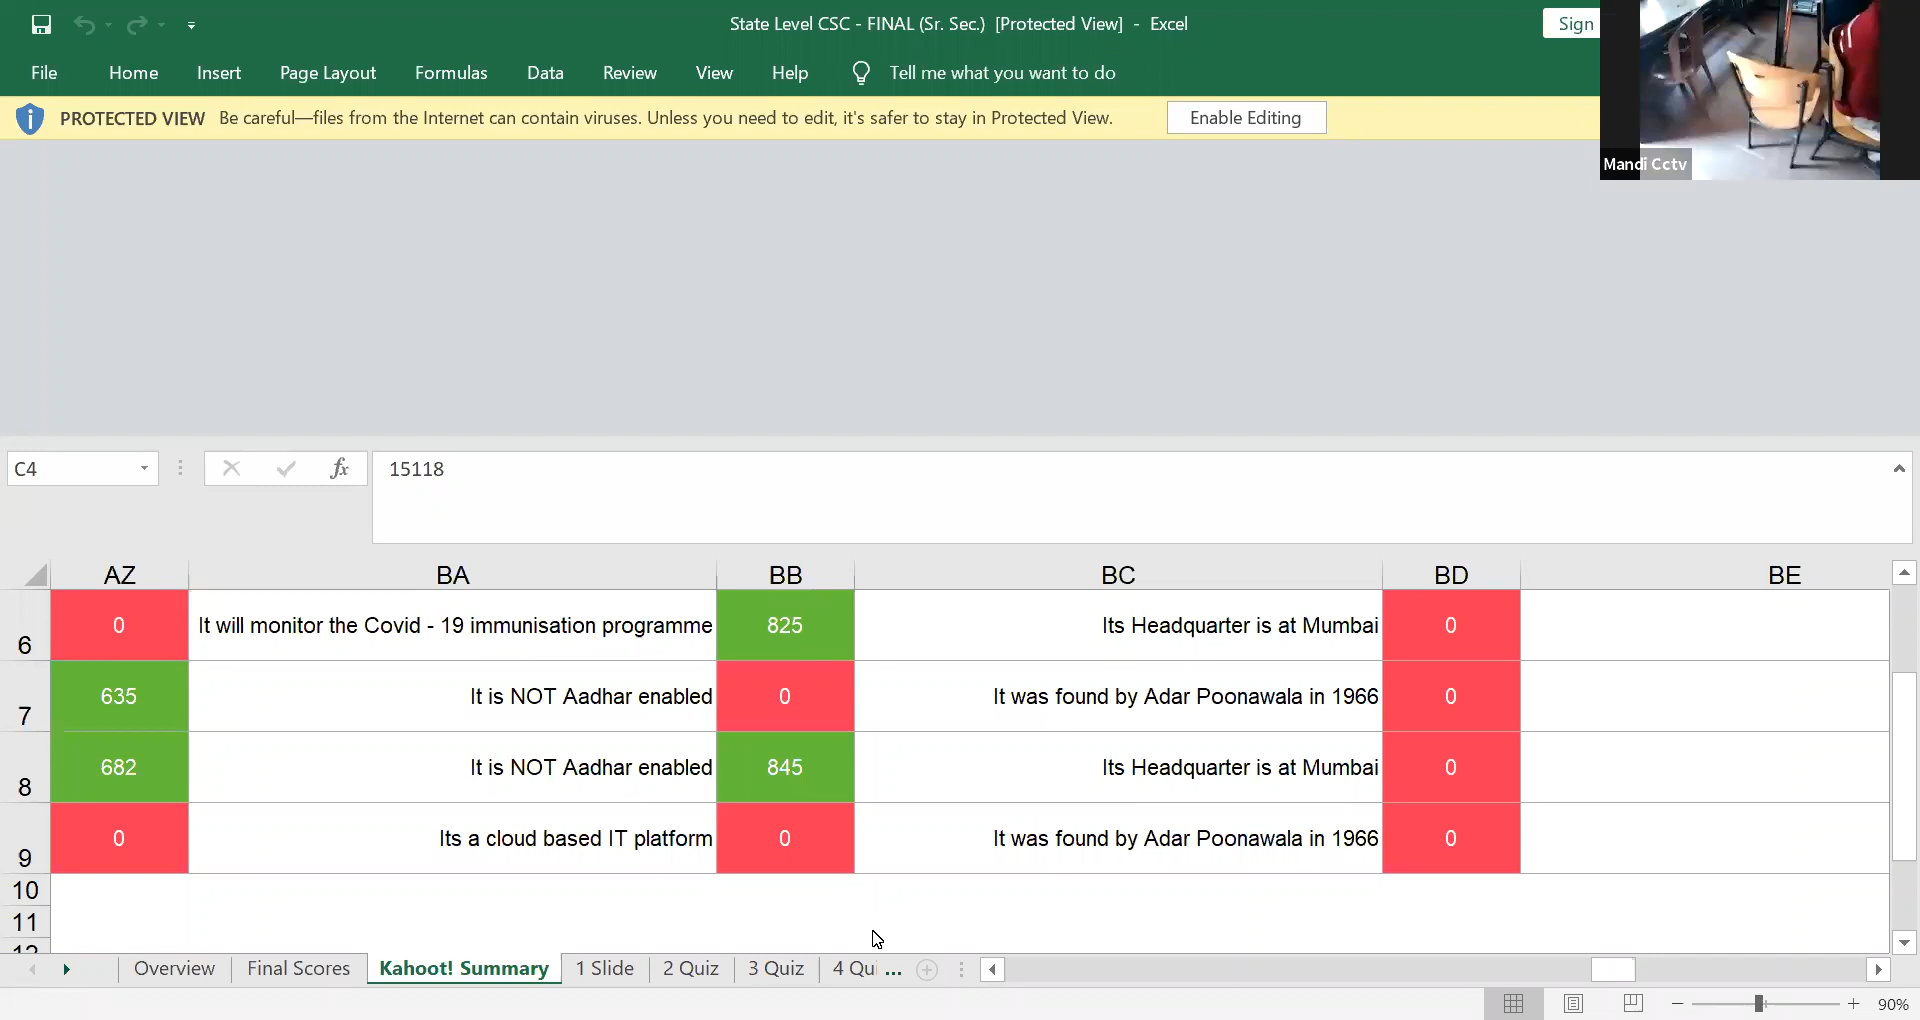 State Level CSC - FINAL (Sr. Sec.) [Protected View] - Excel
Sign
File Home Insert Page Layout Formulas Data Review View Help Tell me what you want to do
PROTECTED VIEW Be careful—files from the Internet can contain viruses. Unless you need to edit, it's safer to stay in Protected View. Enable Editing
Mandi Cctv
C4 fx 15118
AZ BA BB BC BD BE
6 0 It will monitor the Covid - 19 immunisation programme 825 Its Headquarter is at Mumbai 0
7 635 It is NOT Aadhar enabled 0 It was found by Adar Poonawala in 1966 0
8 682 It is NOT Aadhar enabled 845 Its Headquarter is at Mumbai 0
9 0 Its a cloud based IT platform 0 It was found by Adar Poonawala in 1966 0
10
11
12
Overview Final Scores Kahoot! Summary 1 Slide 2 Quiz 3 Quiz 4 Qui ...
90%